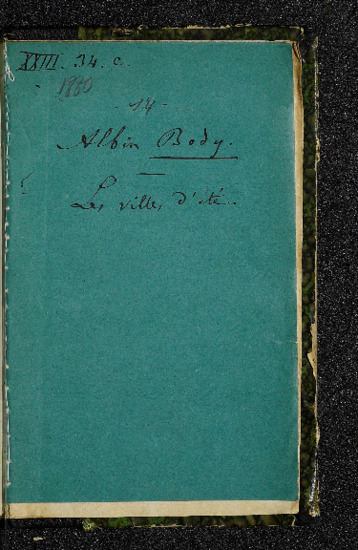 XXIII. 34. c.
1880
- 14 -
Albin Body.
—
Les villes d'été.